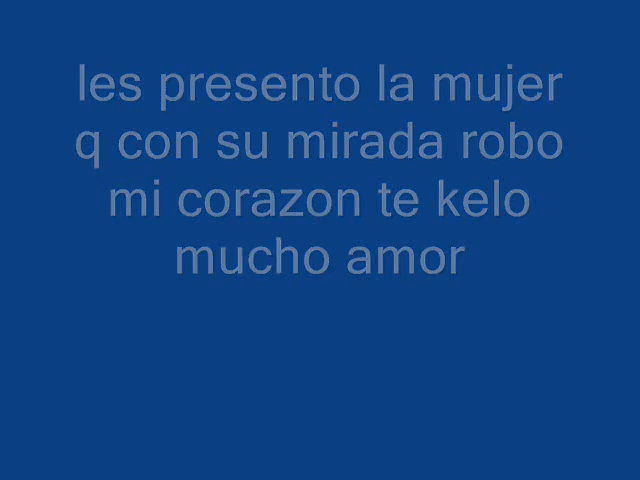 les presento la mujer
q con su mirada robo
mi corazon te kelo
mucho amor